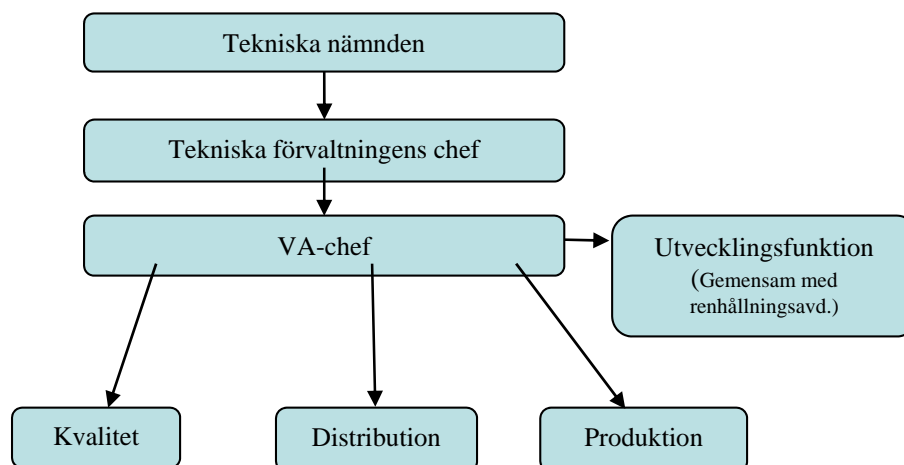 Tekniska nämnden
Tekniska förvaltningens chef
VA-chef
Utvecklingsfunktion
(Gemensam med
renhållningsavd.)
Kvalitet
Distribution
Produktion